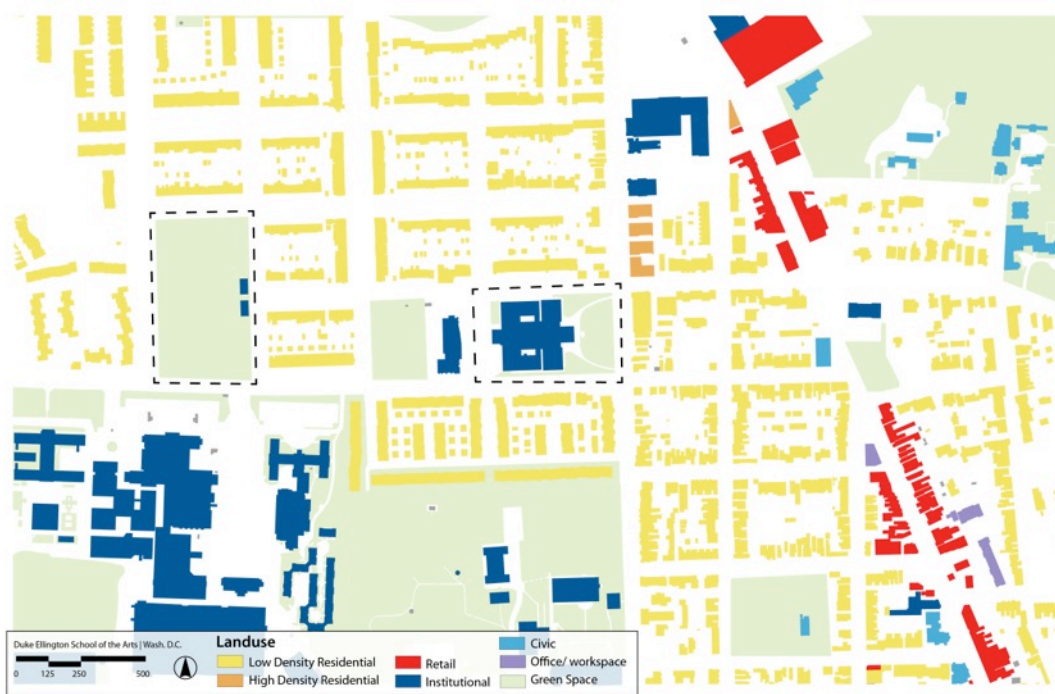 Duke Ellington School of the Arts | Wash. D.C.
0 125 250 500
Landuse
Low Density Residential
High Density Residential
Retail
Institutional
Civic
Office/ workspace
Green Space